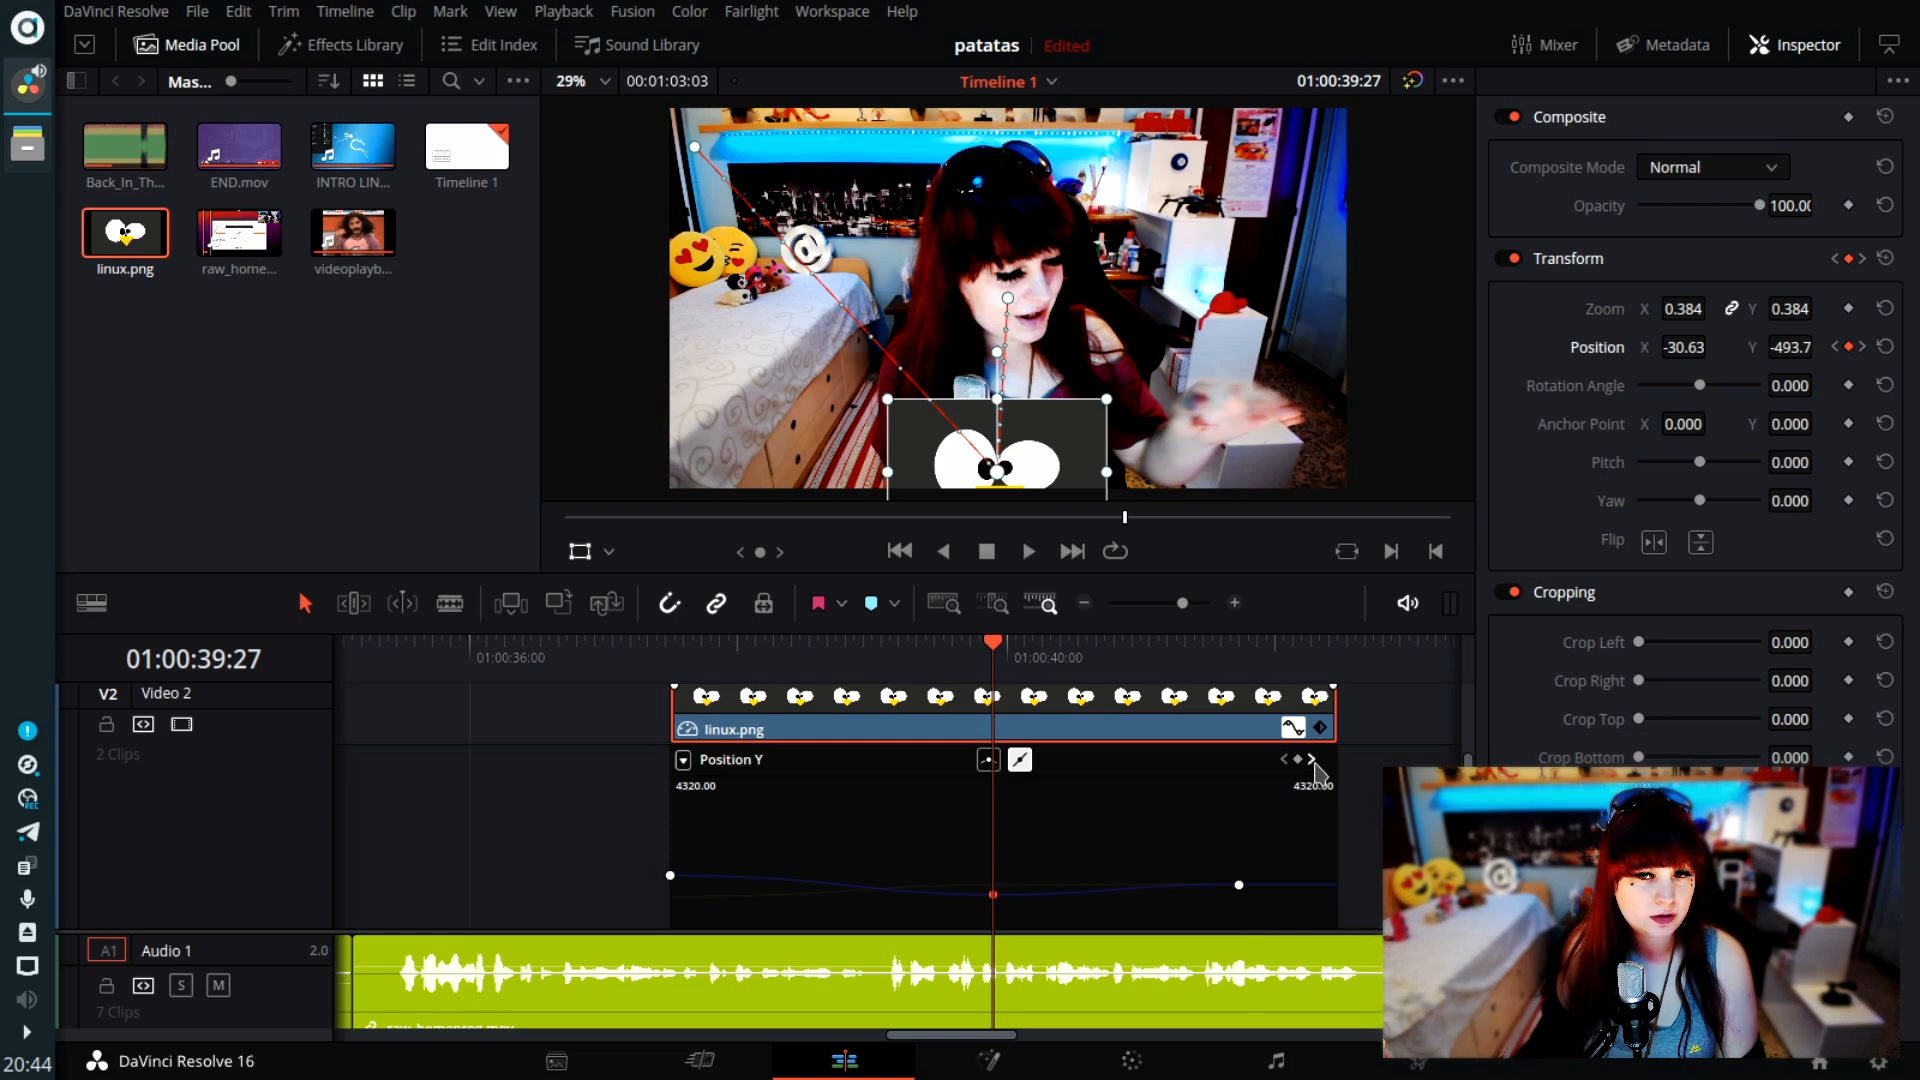 DaVinci Resolve File Edit Trim Timeline Clip Mark View Playback Fusion Color Fairlight Workspace Help
Media Pool Effects Library Edit Index Sound Library patatas Edited Mixer Metadata Inspector
Mas... 29% 00:01:03:03 Timeline 1 01:00:39:27
Back_In_Th... END.mov INTRO LIN... Timeline 1
linux.png raw_home... videoplayb...
Composite
Composite Mode Normal
Opacity 100.00
Transform
Zoom X 0.384 Y 0.384
Position X -30.63 Y -493.7
Rotation Angle 0.000
Anchor Point X 0.000 Y 0.000
Pitch 0.000
Yaw 0.000
Flip
Cropping
Crop Left 0.000
Crop Right 0.000
Crop Top 0.000
Crop Bottom 0.000
01:00:39:27 01:00:36:00 01:00:40:00
V2 Video 2
2 Clips
linux.png
Position Y
4320.00 4320.00
A1 Audio 1 2.0
S M
7 Clips
raw_homeprog.mov
REC
20:44 DaVinci Resolve 16